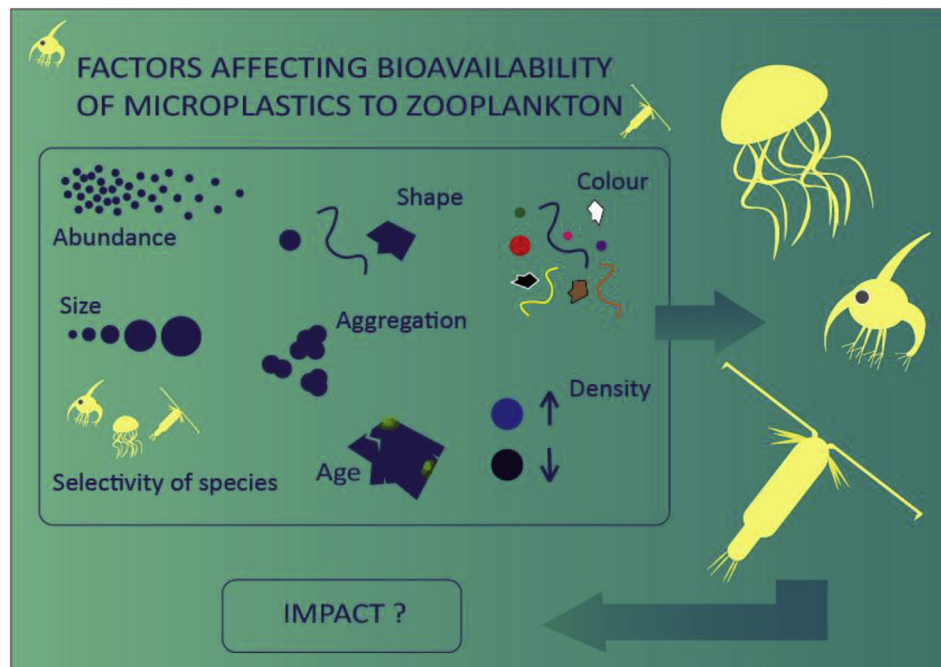 FACTORS AFFECTING BIOAVAILABILITY
OF MICROPLASTICS TO ZOOPLANKTON
Abundance
Shape
Colour
Size
Aggregation
Selectivity of species
Age
Density
IMPACT ?